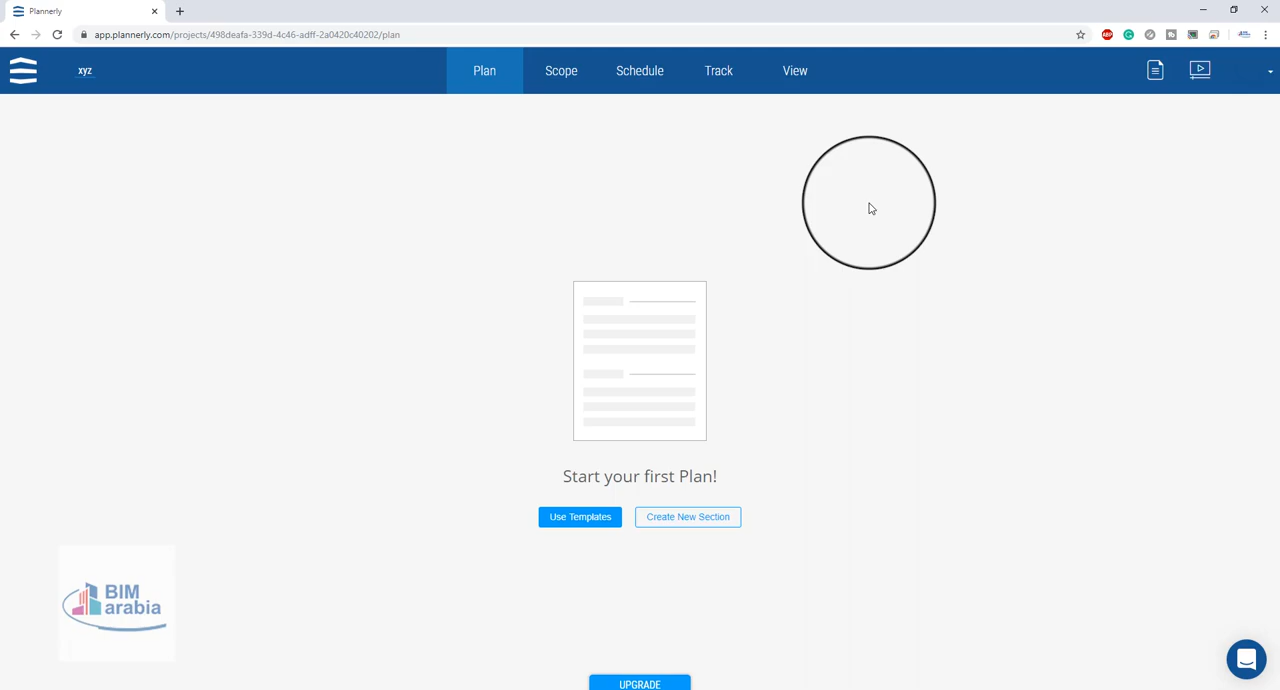 Plannerly
app.plannerly.com/projects/498deafa-339d-4c46-adff-2a0420c40202/plan
ABP
xyz
Plan
Scope
Schedule
Track
View
Start your first Plan!
Use Templates
Create New Section
BIM
arabia
UPGRADE